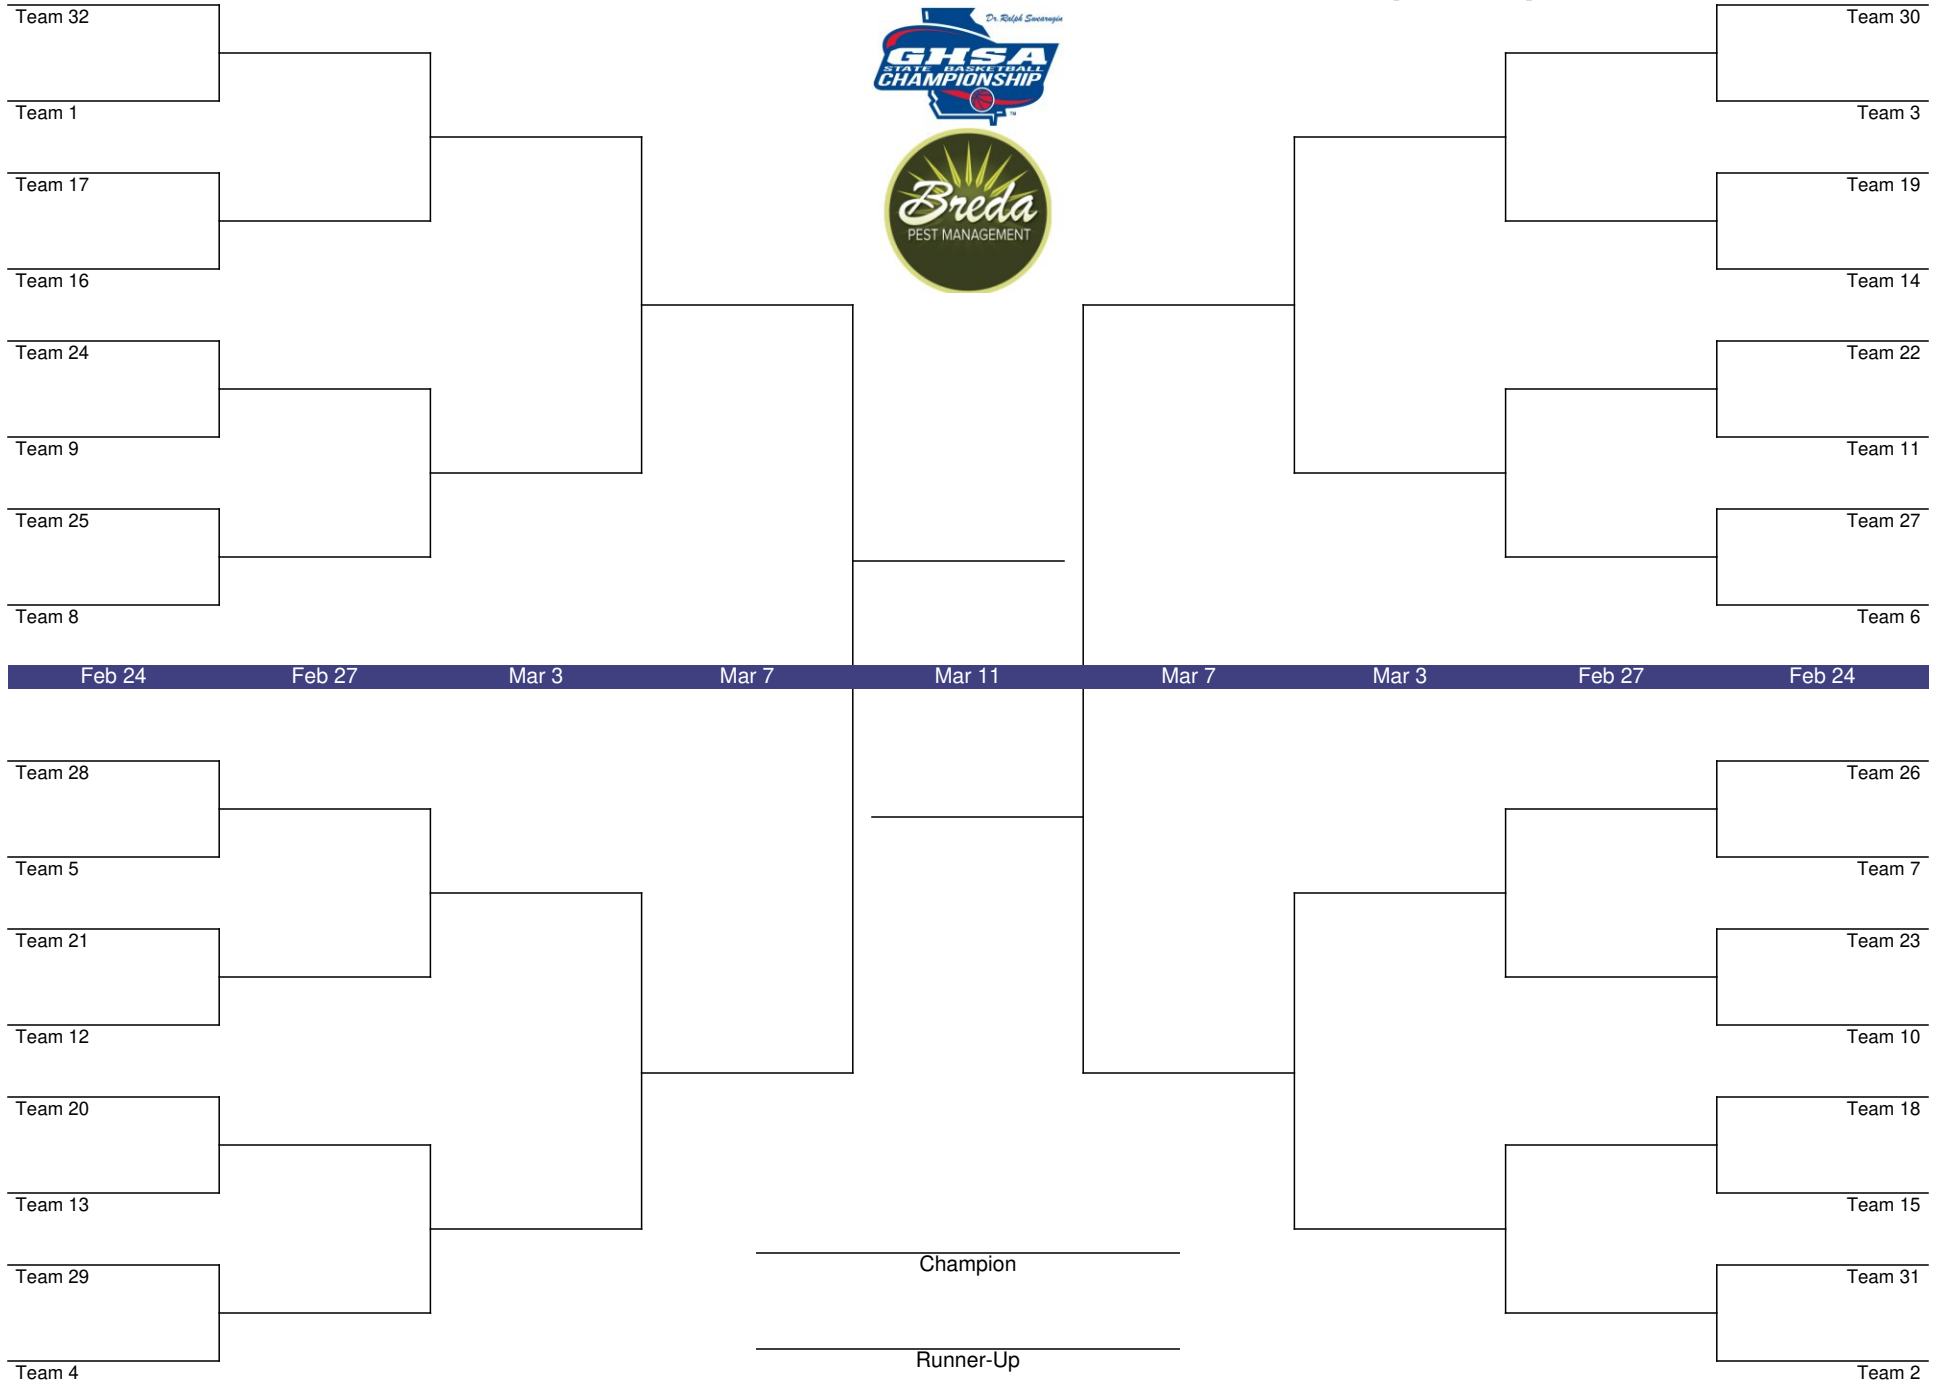 Team 32
Team 1
Team 17
Team 16
Team 24
Team 9
Team 25
Team 8
Dr. Ralph Swearngin
GHSA
STATE BASKETBALL
CHAMPIONSHIP
TM
Breda
PEST MANAGEMENT
Team 30
Team 3
Team 19
Team 14
Team 22
Team 11
Team 27
Team 6
Feb 24 Feb 27 Mar 3 Mar 7 Mar 11 Mar 7 Mar 3 Feb 27 Feb 24
Team 28
Team 5
Team 21
Team 12
Team 20
Team 13
Team 29
Team 4
Champion
Runner-Up
Team 26
Team 7
Team 23
Team 10
Team 18
Team 15
Team 31
Team 2